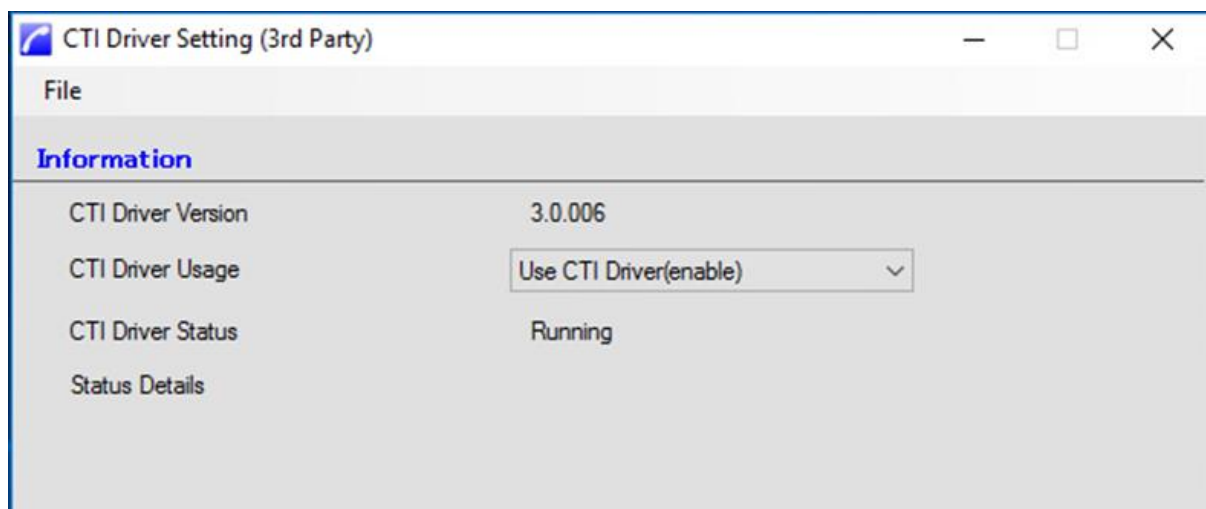 CTI Driver Setting (3rd Party)
File
Information
CTI Driver Version 3.0.006
CTI Driver Usage Use CTI Driver(enable)
CTI Driver Status Running
Status Details